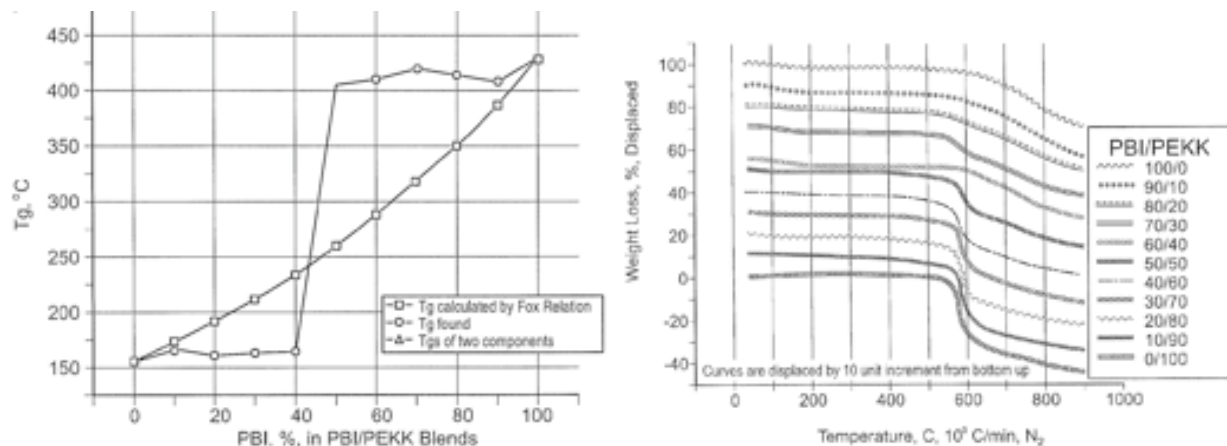 450
400
350
300
250
200
150
Tg, °C
Tg calculated by Fox Relation
Tg found
Tgs of two components
0 20 40 60 80 100
PBI, %, in PBI/PEKK Blends
100
80
60
40
20
0
-20
-40
Weight Loss, %, Displaced
Curves are displaced by 10 unit increment from bottom up
0 200 400 600 800 1000
Temperature, C, 10⁰ C/min, N₂
PBI/PEKK
100/0
90/10
80/20
70/30
60/40
50/50
40/60
30/70
20/80
10/90
0/100